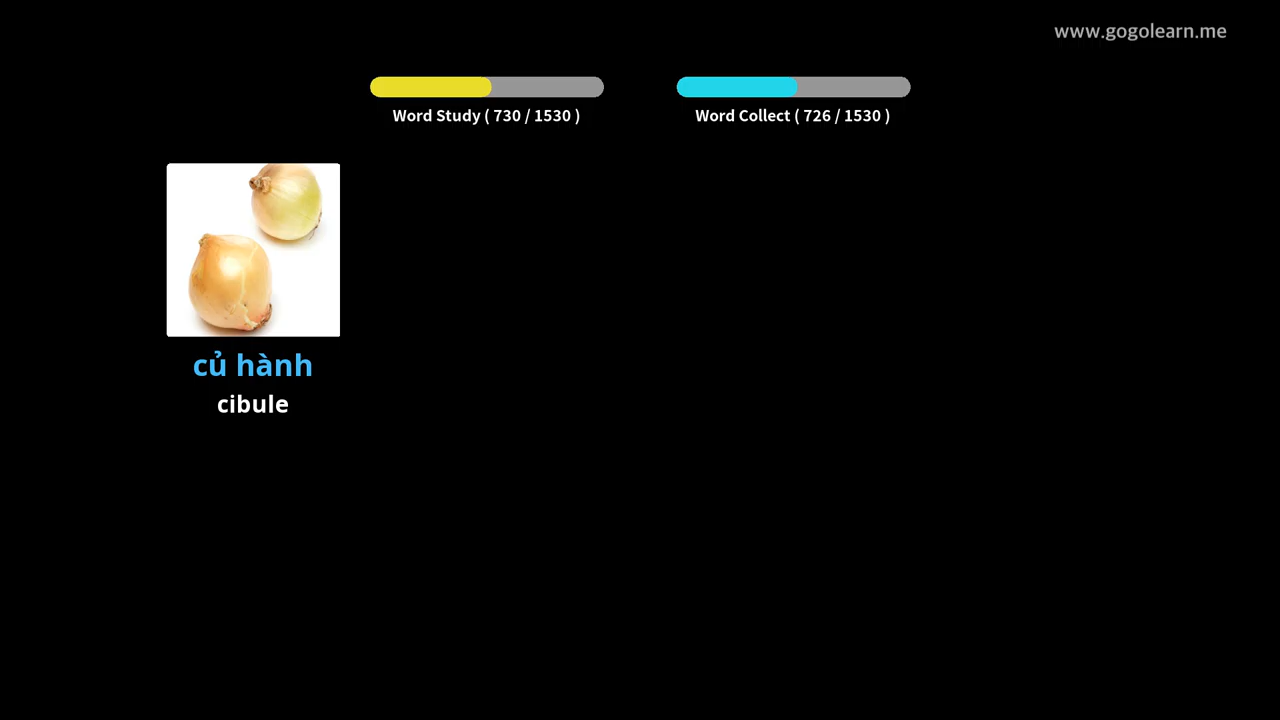 www.gogolearn.me
Word Study ( 730 / 1530 )
Word Collect ( 726 / 1530 )
củ hành
cibule